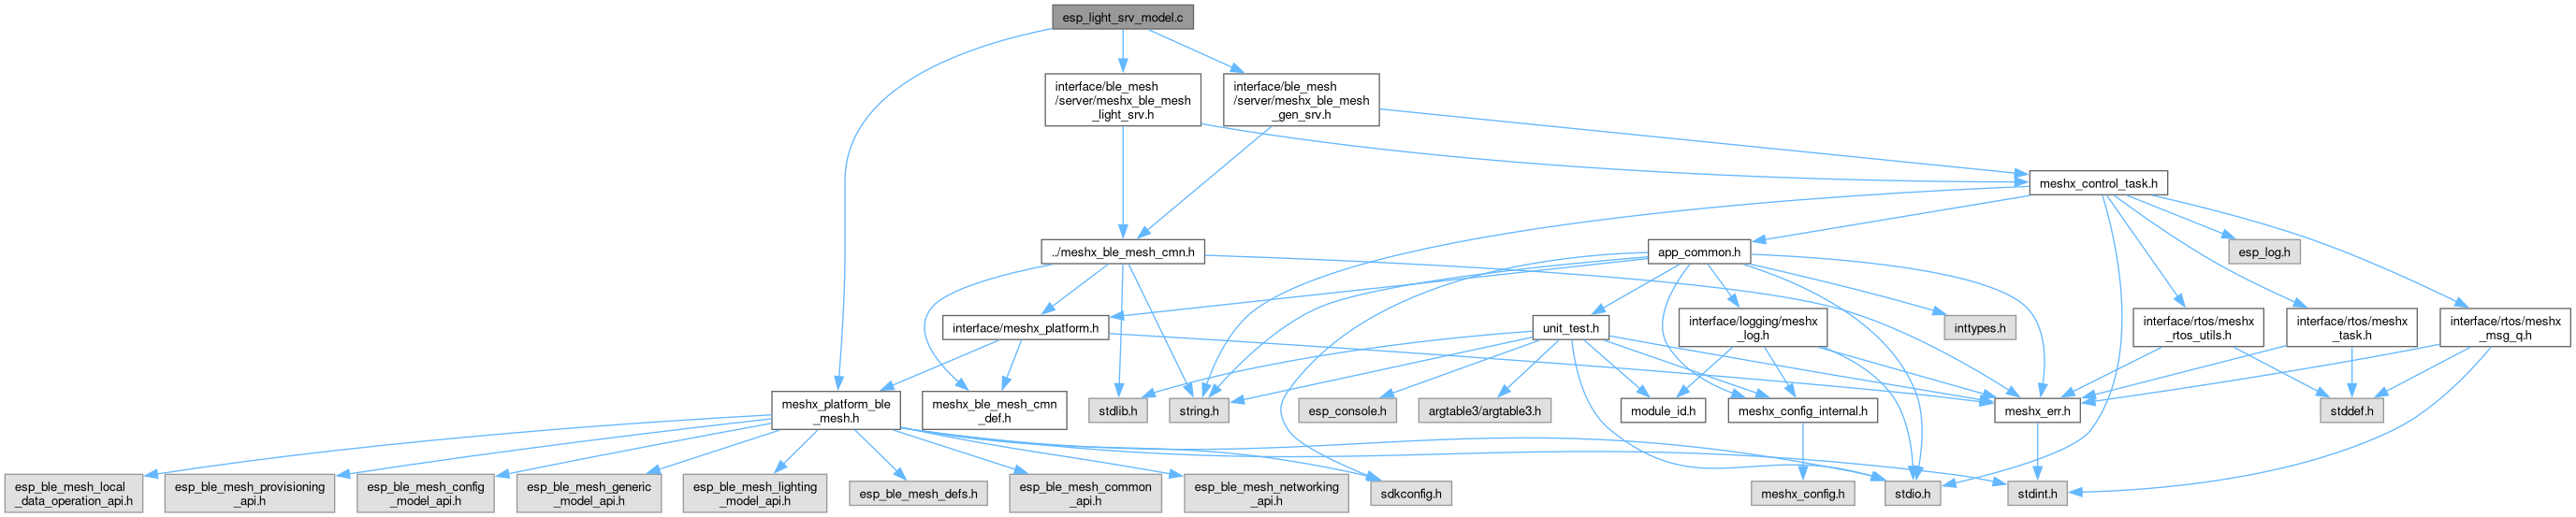 esp_light_srv_model.c
interface/ble_mesh
/server/meshx_ble_mesh
_light_srv.h
interface/ble_mesh
/server/meshx_ble_mesh
_gen_srv.h
meshx_control_task.h
../meshx_ble_mesh_cmn.h
app_common.h
esp_log.h
interface/meshx_platform.h
unit_test.h
interface/logging/meshx
_log.h
inttypes.h
interface/rtos/meshx
_rtos_utils.h
interface/rtos/meshx
_task.h
interface/rtos/meshx
_msg_q.h
meshx_platform_ble
_mesh.h
meshx_ble_mesh_cmn
_def.h
stdlib.h
string.h
esp_console.h
argtable3/argtable3.h
module_id.h
meshx_config_internal.h
meshx_err.h
stddef.h
esp_ble_mesh_local
_data_operation_api.h
esp_ble_mesh_provisioning
_api.h
esp_ble_mesh_config
_model_api.h
esp_ble_mesh_generic
_model_api.h
esp_ble_mesh_lighting
_model_api.h
esp_ble_mesh_defs.h
esp_ble_mesh_common
_api.h
esp_ble_mesh_networking
_api.h
sdkconfig.h
meshx_config.h
stdio.h
stdint.h